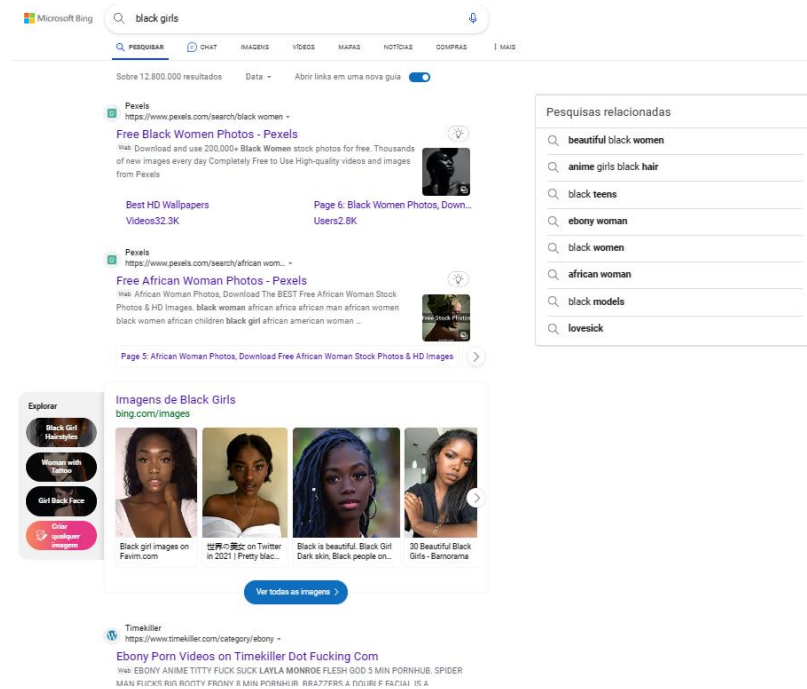 Microsoft Bing
black girls
PESQUISAR
CHAT
IMAGENS
VÍDEOS
MAPAS
NOTÍCIAS
COMPRAS
MAIS
Sobre 12.800.000 resultados
Data
Abrir links em uma nova guia
Pexels
https://www.pexels.com/search/black women
Free Black Women Photos - Pexels
Web Download and use 200,000+ Black Women stock photos for free. Thousands
of new images every day Completely Free to Use High-quality videos and images
from Pexels
Best HD Wallpapers
Page 6: Black Women Photos, Down...
Videos32.3K
Users2.8K
Pexels
https://www.pexels.com/search/african wom...
Free African Woman Photos - Pexels
Web African Woman Photos, Download The BEST Free African Woman Stock
Photos & HD Images. black woman african africa african man african women
black women african children black girl african american woman ...
Free Stock Photos
Page 5: African Woman Photos, Download Free African Woman Stock Photos & HD Images
Explorar
Black Girl
Hairstyles
Woman with
Tattoo
Girl Back Face
Criar
qualquer
imagem
Imagens de Black Girls
bing.com/images
Black girl images on
Favim.com
世界の美女 on Twitter
in 2021 | Pretty blac...
Black is beautiful. Black Girl
Dark skin, Black people on...
30 Beautiful Black
Girls - Barnorama
Ver todas as imagens
Timekiller
https://www.timekiller.com/category/ebony
Ebony Porn Videos on Timekiller Dot Fucking Com
Web EBONY ANIME TITTY FUCK SUCK LAYLA MONROE FLESH GOD 5 MIN PORNHUB. SPIDER
MAN FUCKS BIG BOOTY EBONY 8 MIN PORNHUB. BRAZZERS A DOUBLE FACIAL IS A
Pesquisas relacionadas
beautiful black women
anime girls black hair
black teens
ebony woman
black women
african woman
black models
lovesick